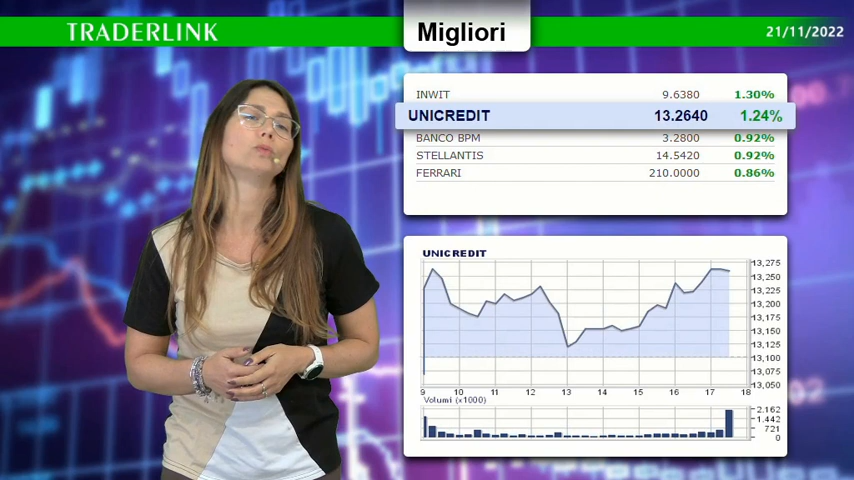 TRADERLINK
Migliori
21/11/2022
INWIT 9.6380 1.30%
UNICREDIT 13.2640 1.24%
BANCO BPM 3.2800 0.92%
STELLANTIS 14.5420 0.92%
FERRARI 210.0000 0.86%
UNICREDIT
13,275
13,250
13,225
13,200
13,175
13,150
13,125
13,100
13,075
13,050
9 10 11 12 13 14 15 16 17 18
Volumi (x1000)
2.162
1.442
721
0